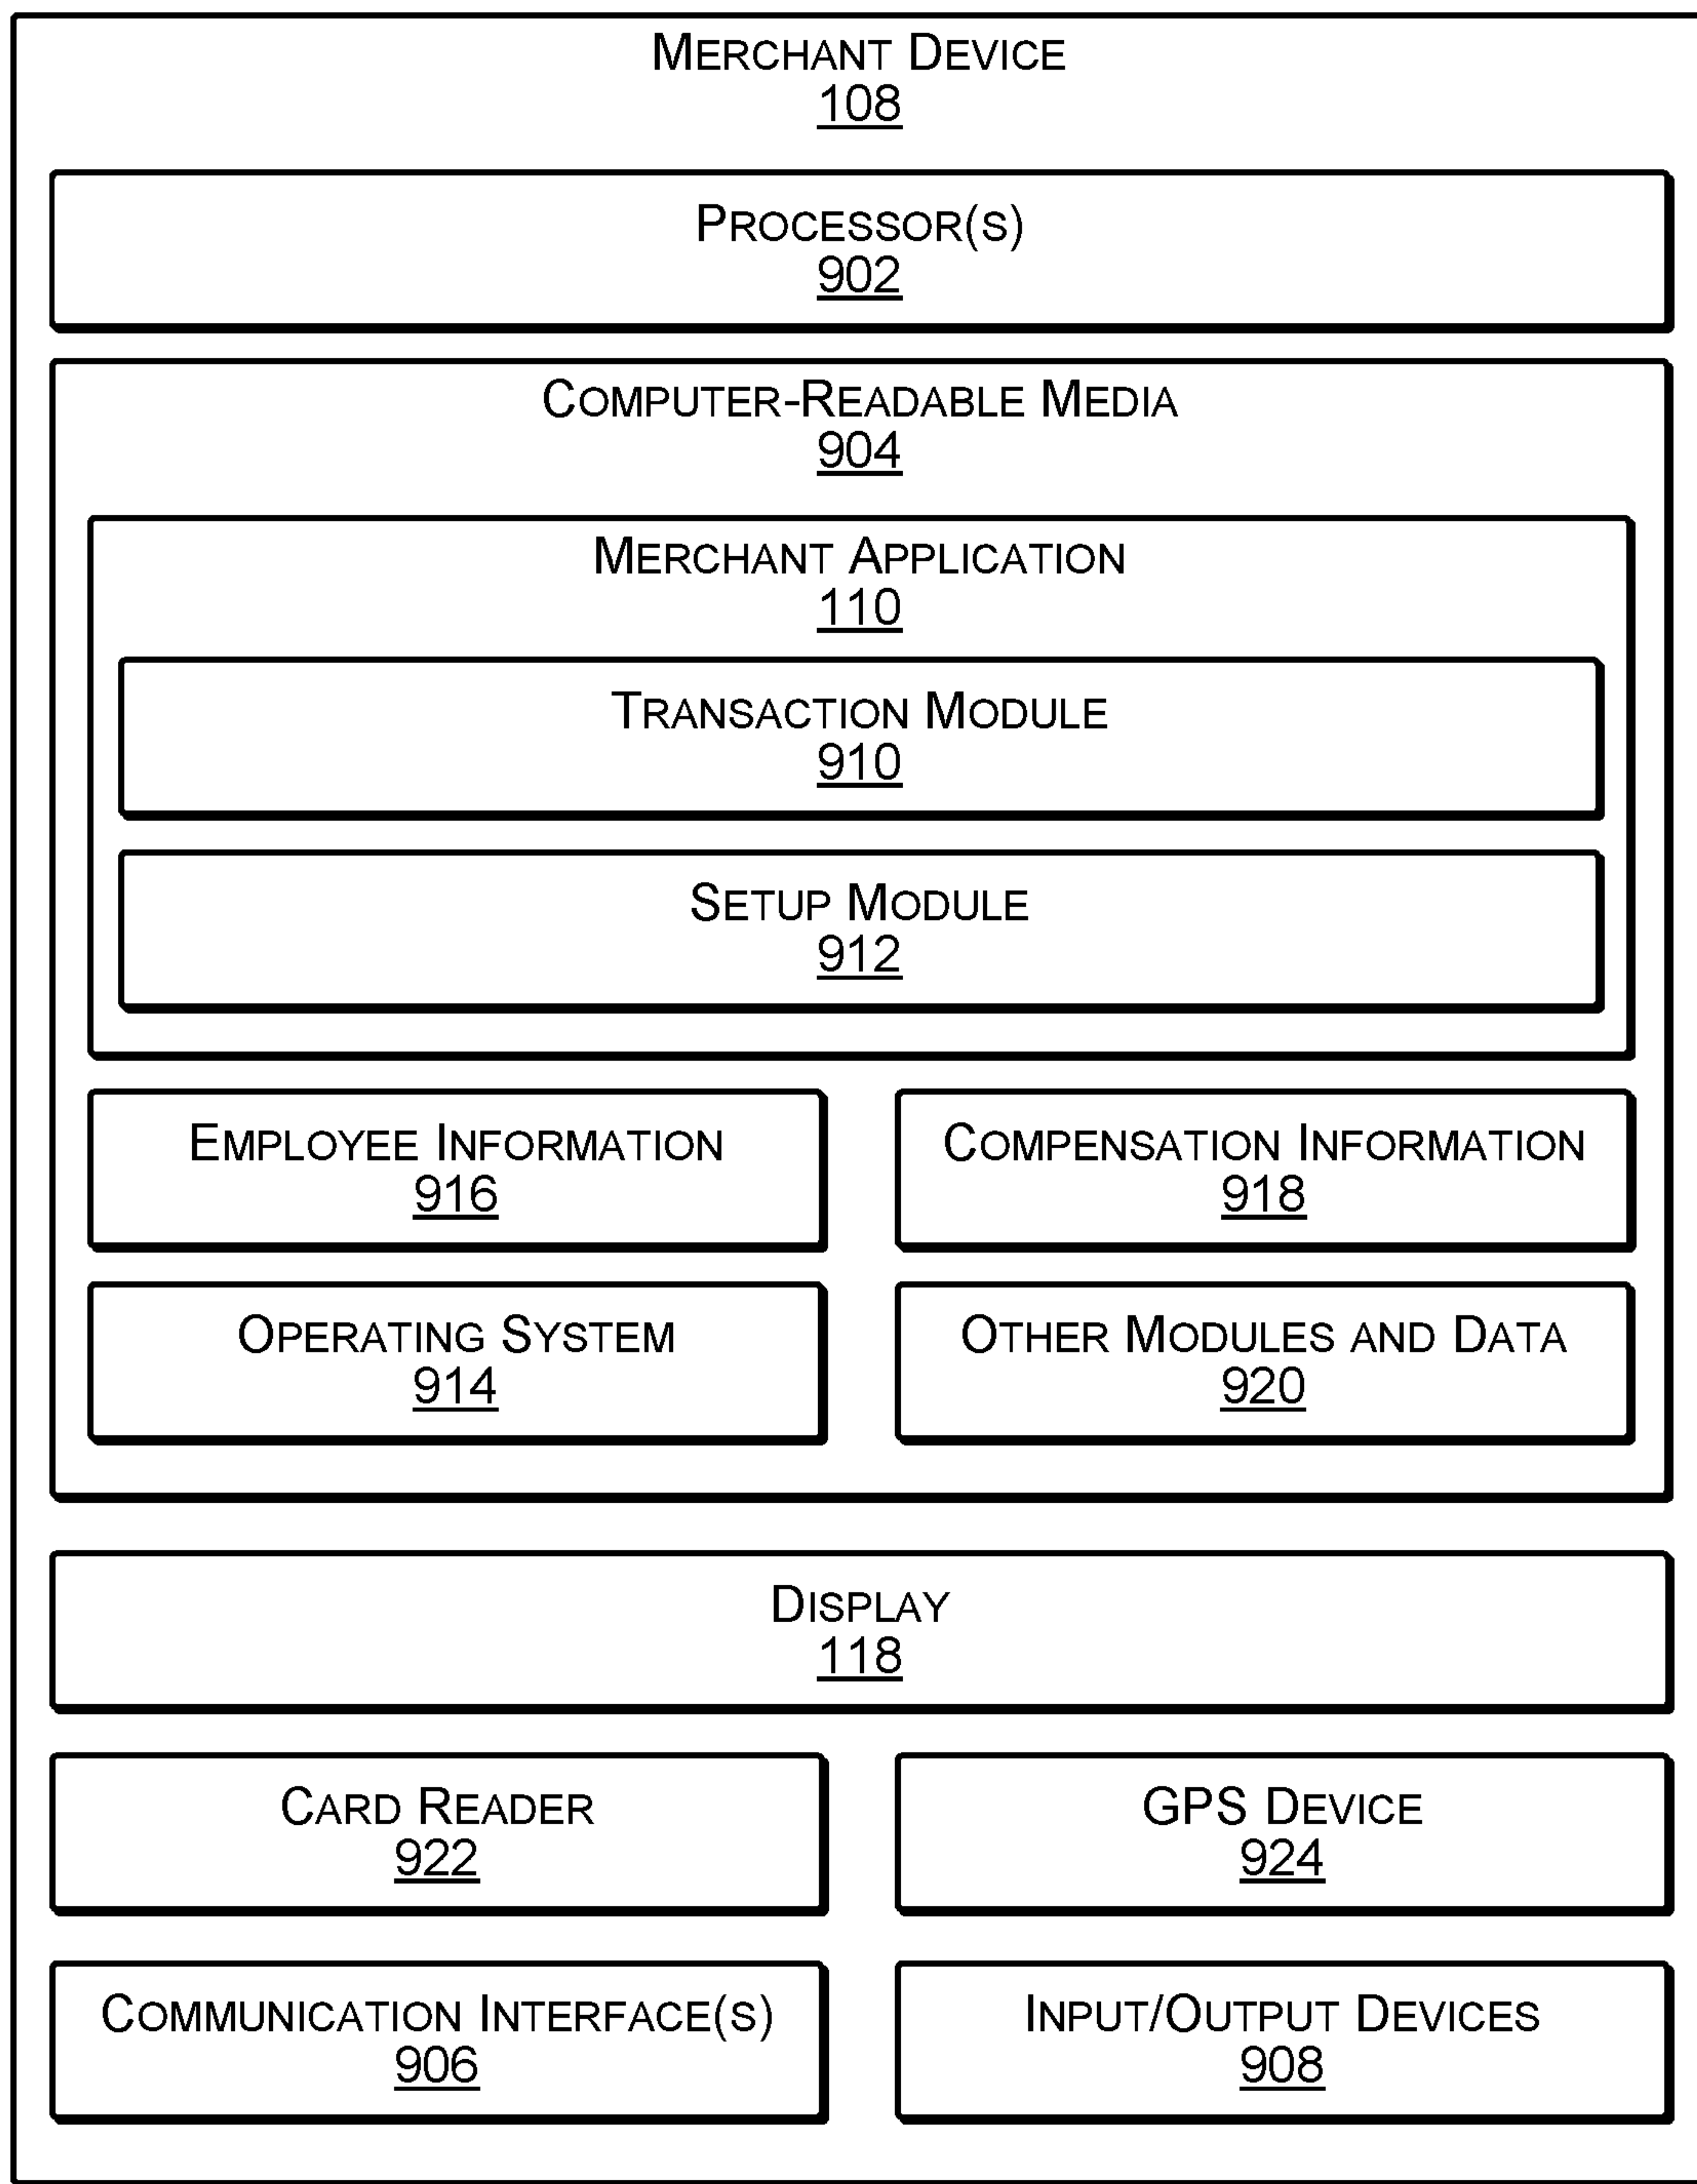 MERCHANT DEVICE
108
PROCESSOR(S)
902
COMPUTER-READABLE MEDIA
904
MERCHANT APPLICATION
110
TRANSACTION MODULE
910
SETUP MODULE
912
EMPLOYEE INFORMATION
916
COMPENSATION INFORMATION
918
OPERATING SYSTEM
914
OTHER MODULES AND DATA
920
DISPLAY
118
CARD READER
922
GPS DEVICE
924
COMMUNICATION INTERFACE(S)
906
INPUT/OUTPUT DEVICES
908